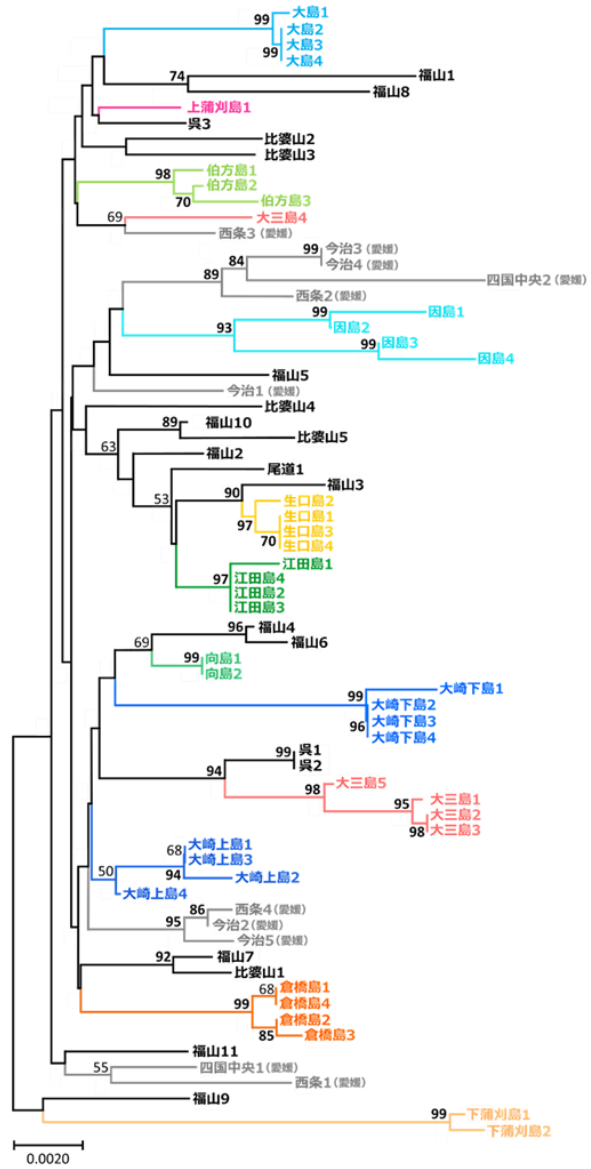 99
大島1
大島2
大島3
99
大島4
74
福山1
福山8
上蒲刈島1
呉3
比婆山2
比婆山3
98
伯方島1
伯方島2
70
伯方島3
69
大三島4
西条3(愛媛)
99
今治3(愛媛)
84
今治4(愛媛)
89
四国中央2(愛媛)
西条2(愛媛)
99
因島1
93
因島2
99
因島3
因島4
福山5
今治1(愛媛)
比婆山4
89
福山10
63
比婆山5
福山2
尾道1
53
90
福山3
生口島2
97
生口島1
生口島3
70
生口島4
江田島1
97
江田島4
江田島2
江田島3
96
福山4
69
福山6
99
向島1
向島2
99
大崎下島1
大崎下島2
96
大崎下島3
大崎下島4
99
呉1
94
呉2
98
大三島5
95
大三島1
大三島2
98
大三島3
68
大崎上島1
大崎上島3
50
94
大崎上島2
大崎上島4
86
西条4(愛媛)
95
今治2(愛媛)
今治5(愛媛)
92
福山7
比婆山1
68
倉橋島1
99
倉橋島4
倉橋島2
85
倉橋島3
福山11
55
四国中央1(愛媛)
西条1(愛媛)
福山9
99
下蒲刈島1
下蒲刈島2
0.0020